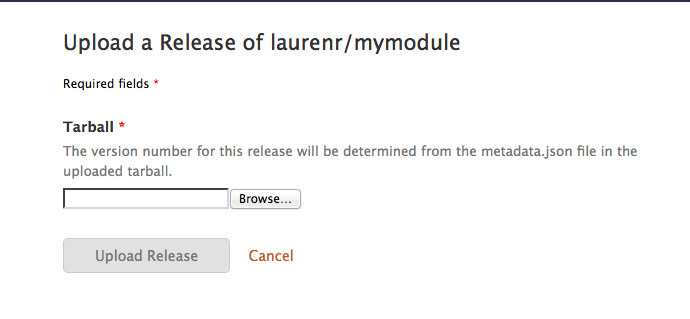 Upload a Release of laurenr/mymodule
Required fields *
Tarball *
The version number for this release will be determined from the metadata.json file in the
uploaded tarball.
Browse...
Upload Release Cancel